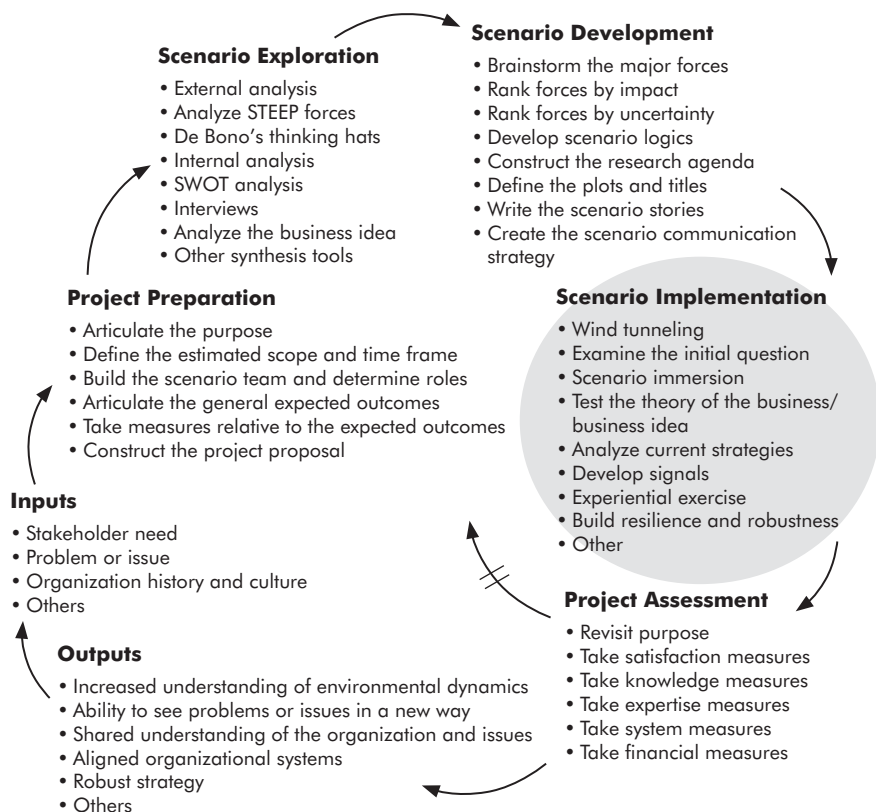 Scenario Exploration
• External analysis
• Analyze STEEP forces
• De Bono’s thinking hats
• Internal analysis
• SWOT analysis
• Interviews
• Analyze the business idea
• Other synthesis tools
Scenario Development
• Brainstorm the major forces
• Rank forces by impact
• Rank forces by uncertainty
• Develop scenario logics
• Construct the research agenda
• Define the plots and titles
• Write the scenario stories
• Create the scenario communication
strategy
Project Preparation
• Articulate the purpose
• Define the estimated scope and time frame
• Build the scenario team and determine roles
• Articulate the general expected outcomes
• Take measures relative to the expected outcomes
• Construct the project proposal
Scenario Implementation
• Wind tunneling
• Examine the initial question
• Scenario immersion
• Test the theory of the business/
business idea
• Analyze current strategies
• Develop signals
• Experiential exercise
• Build resilience and robustness
• Other
Inputs
• Stakeholder need
• Problem or issue
• Organization history and culture
• Others
Project Assessment
• Revisit purpose
• Take satisfaction measures
• Take knowledge measures
• Take expertise measures
• Take system measures
• Take financial measures
Outputs
• Increased understanding of environmental dynamics
• Ability to see problems or issues in a new way
• Shared understanding of the organization and issues
• Aligned organizational systems
• Robust strategy
• Others